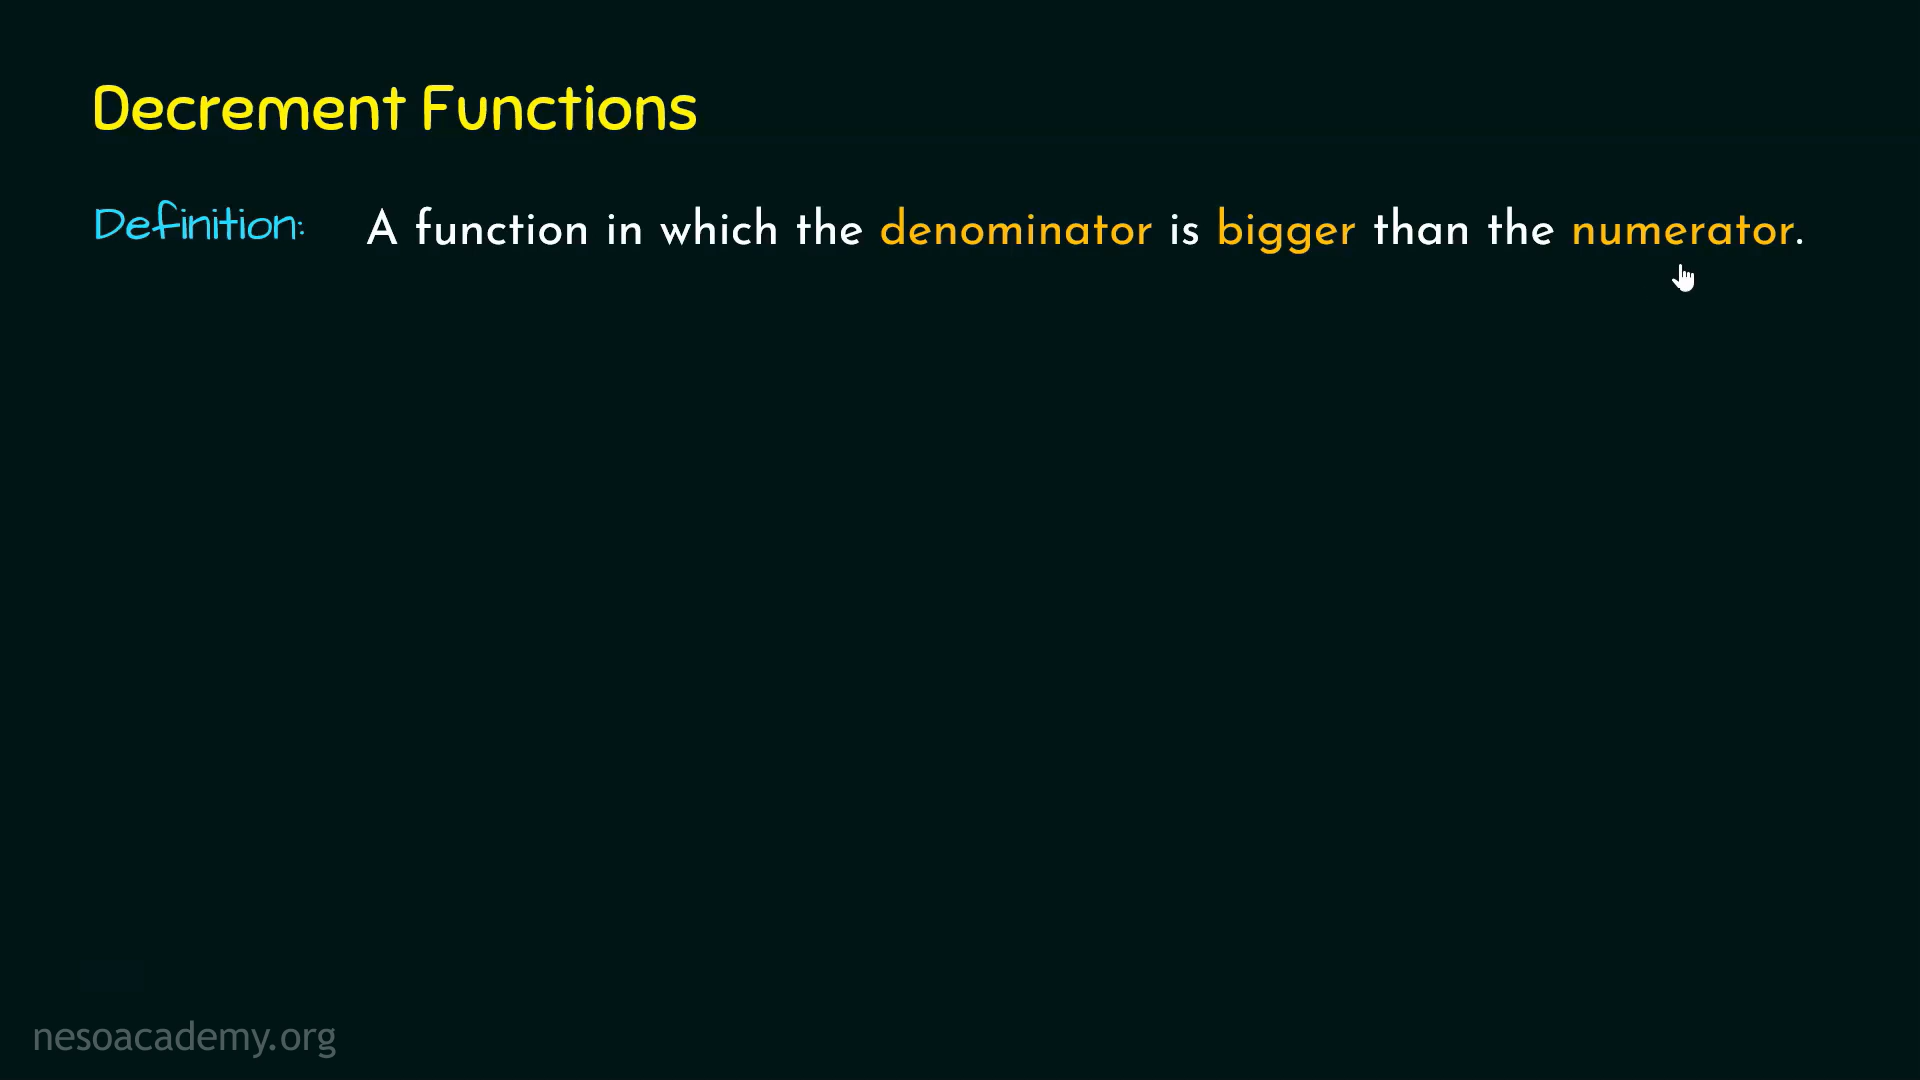 Decrement Functions
Definition: A function in which the denominator is bigger than the numerator.
nesoacademy.org